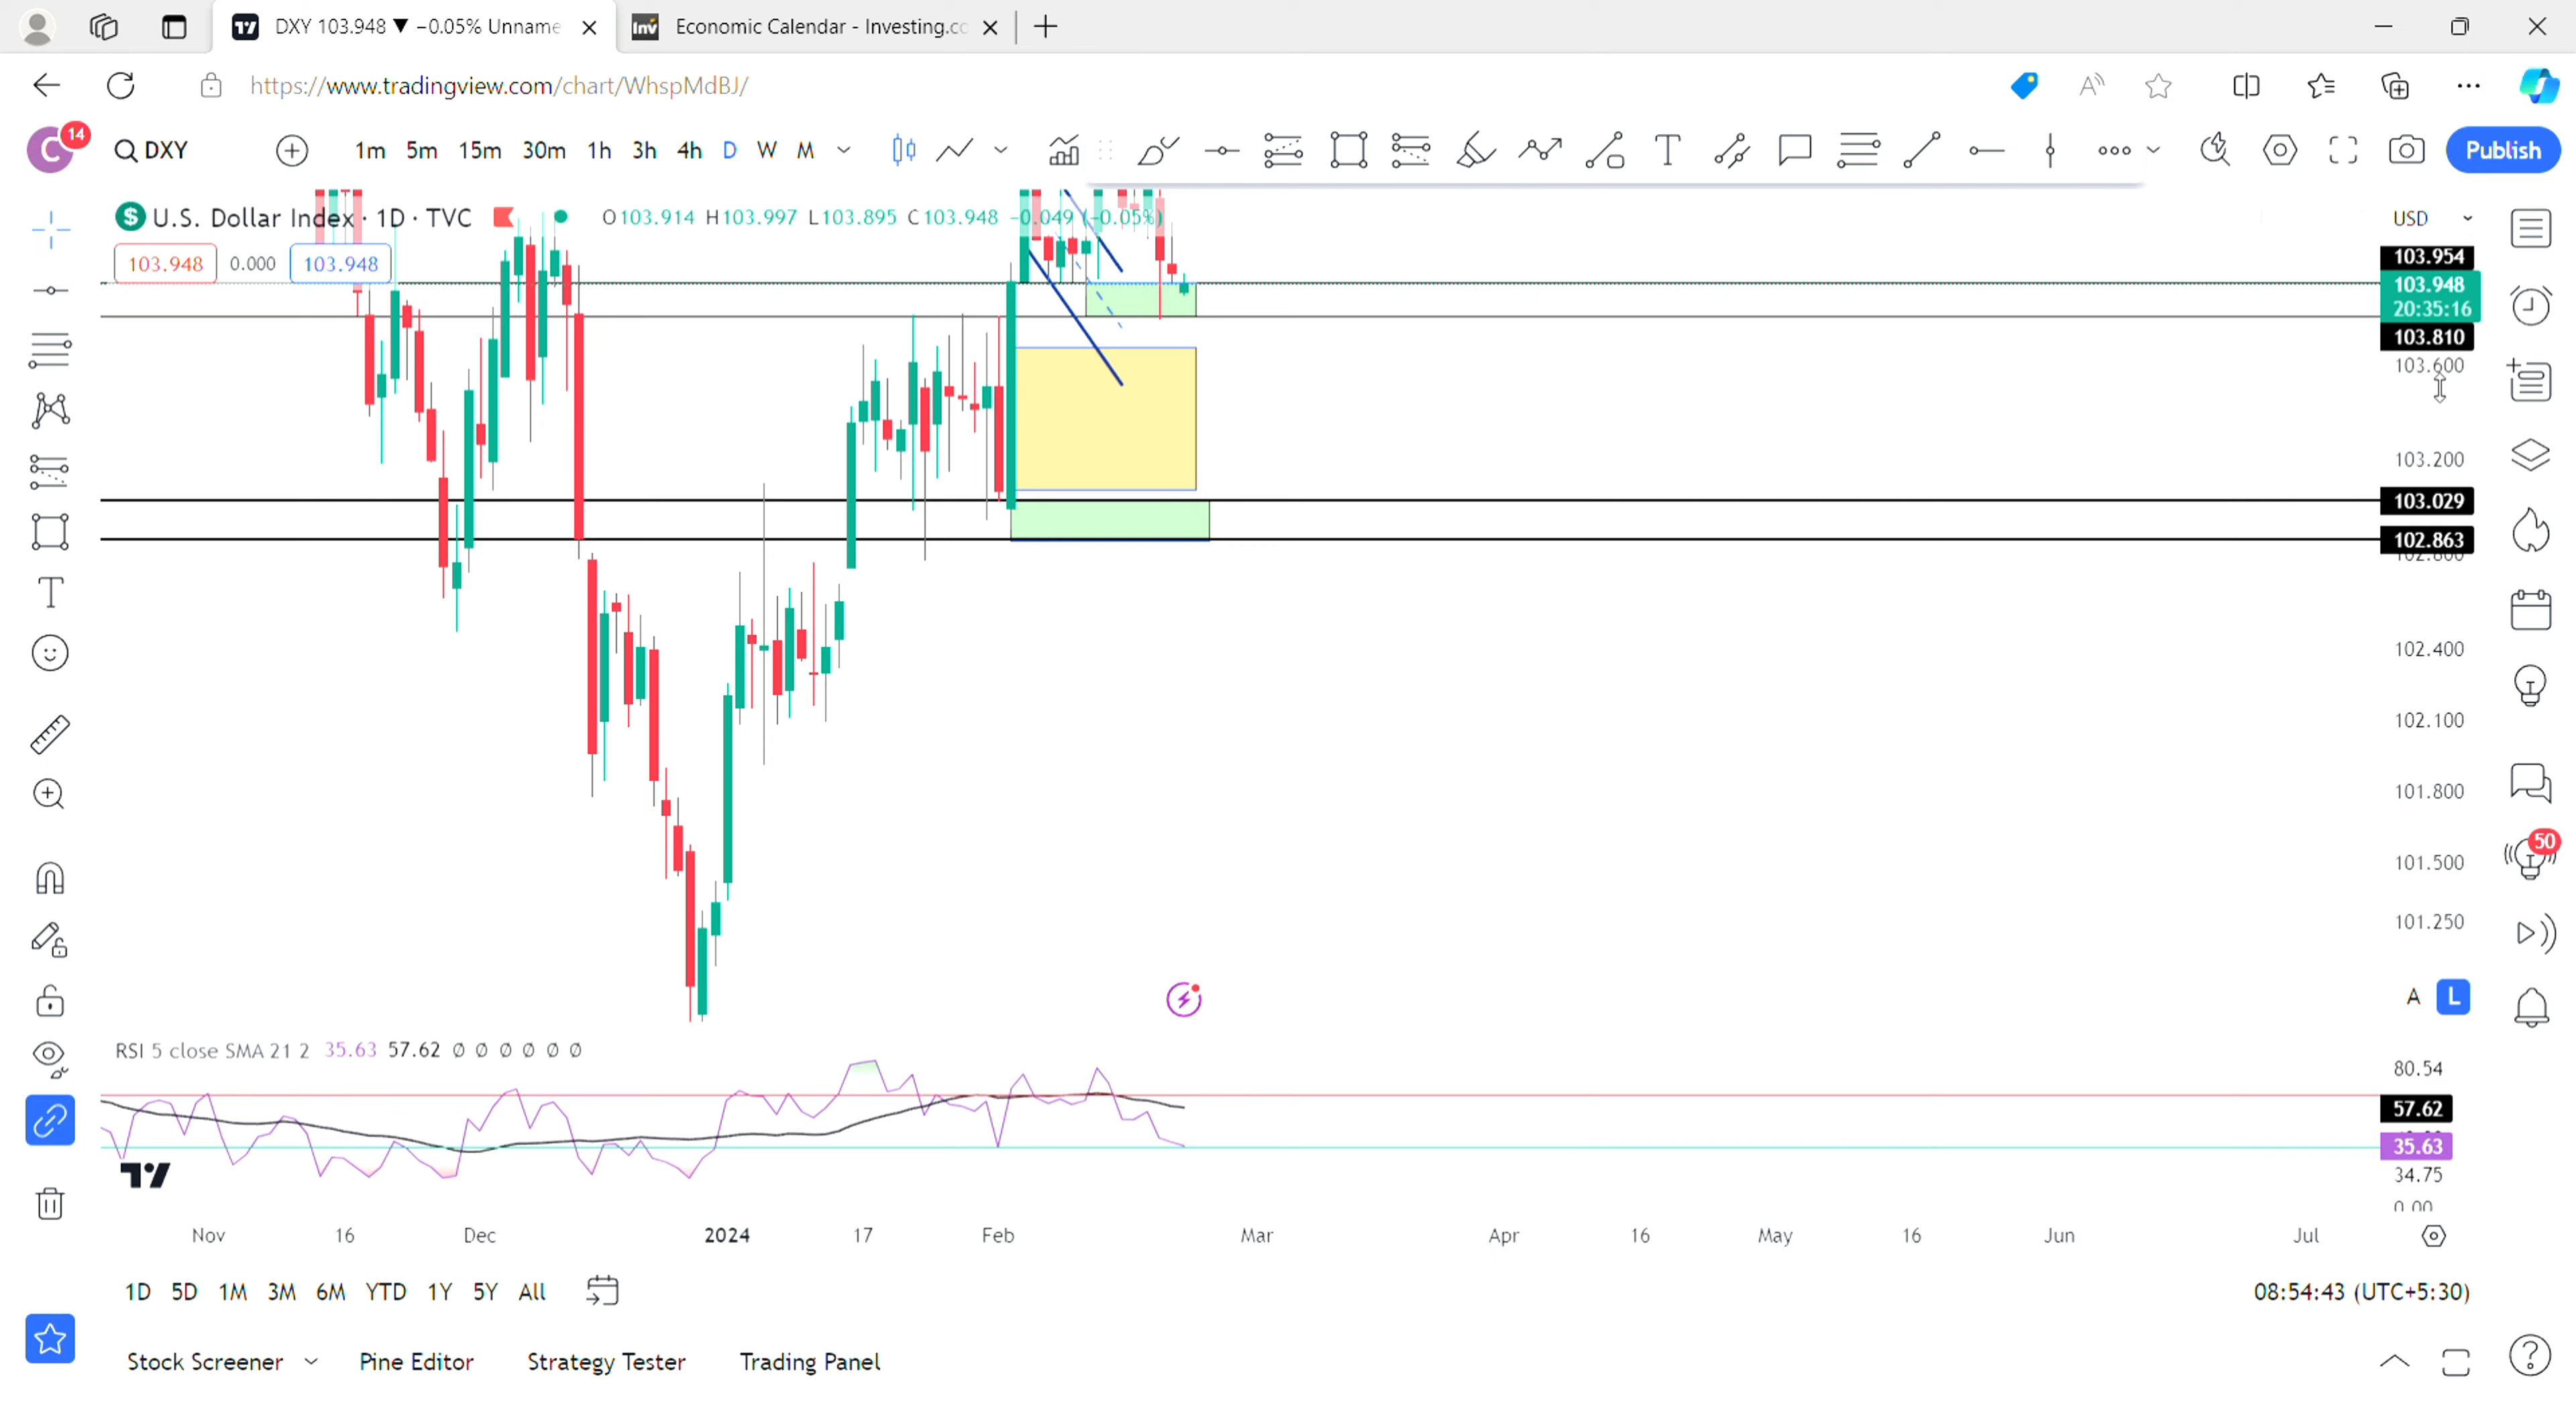 DXY 103.948 ▼ −0.05% Unname
Economic Calendar - Investing.co
https://www.tradingview.com/chart/WhspMdBJ/
C 14 DXY 1m 5m 15m 30m 1h 3h 4h D W M Publish
U.S. Dollar Index · 1D · TVC O103.914 H103.997 L103.895 C103.948 −0.049 (−0.05%)
USD
103.948 0.000 103.948
103.954
103.948
20:35:16
103.810
103.600
103.200
103.029
102.863
102.400
102.100
101.800
101.500
50
101.250
A L
RSI 5 close SMA 21 2 35.63 57.62 Ø Ø Ø Ø Ø Ø
80.54
57.62
35.63
34.75
0.00
Nov 16 Dec 2024 17 Feb Mar Apr 16 May 16 Jun Jul
1D 5D 1M 3M 6M YTD 1Y 5Y All
08:54:43 (UTC+5:30)
Stock Screener Pine Editor Strategy Tester Trading Panel